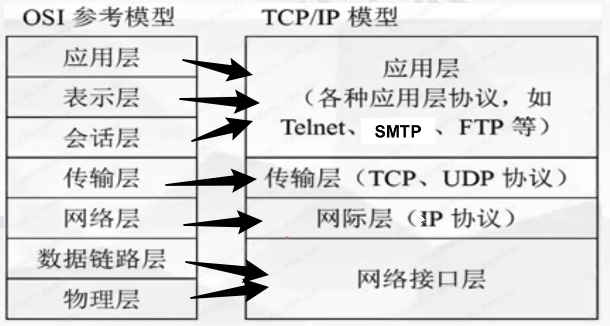 OSI 参考模型
应用层
表示层
会话层
传输层
网络层
数据链路层
物理层
TCP/IP 模型
应用层
（各种应用层协议，如
Telnet、SMTP、FTP 等）
传输层（TCP、UDP 协议）
网际层（IP 协议）
网络接口层